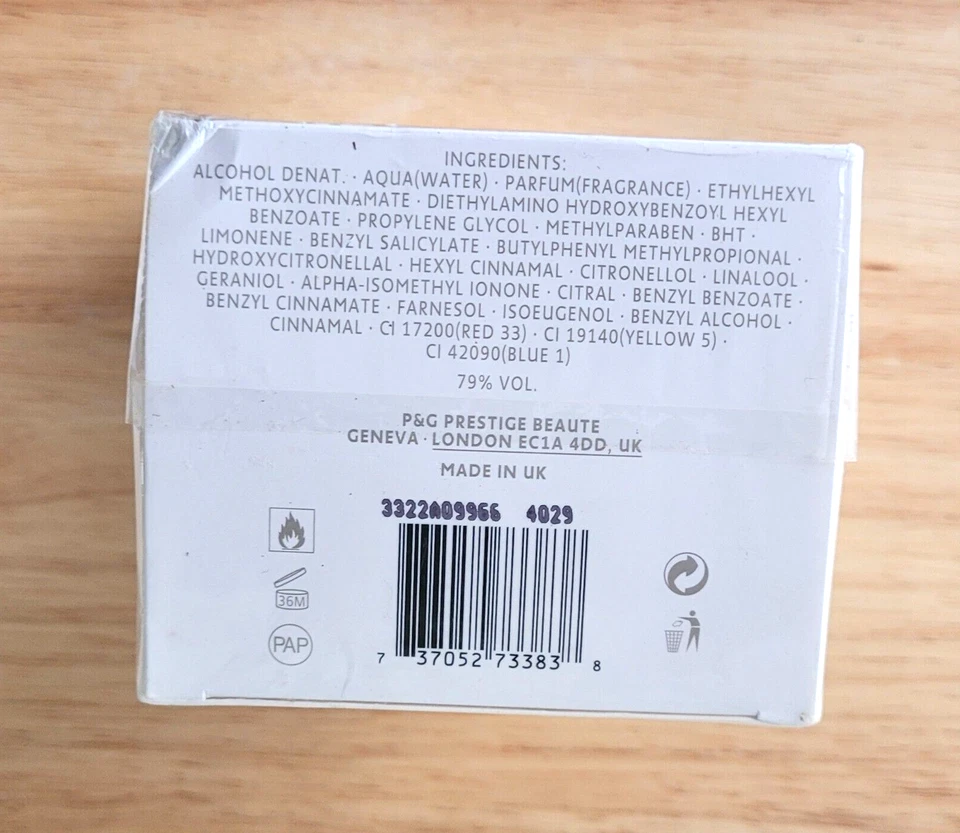 INGREDIENTS:
ALCOHOL DENAT. · AQUA(WATER) · PARFUM(FRAGRANCE) · ETHYLHEXYL
METHOXYCINNAMATE · DIETHYLAMINO HYDROXYBENZOYL HEXYL
BENZOATE · PROPYLENE GLYCOL · METHYLPARABEN · BHT ·
LIMONENE · BENZYL SALICYLATE · BUTYLPHENYL METHYLPROPIONAL ·
HYDROXYCITRONELLAL · HEXYL CINNAMAL · CITRONELLOL · LINALOOL ·
GERANIOL · ALPHA-ISOMETHYL IONONE · CITRAL · BENZYL BENZOATE ·
BENZYL CINNAMATE · FARNESOL · ISOEUGENOL · BENZYL ALCOHOL ·
CINNAMAL · CI 17200(RED 33) · CI 19140(YELLOW 5) ·
CI 42090(BLUE 1)
79% VOL.
P&G PRESTIGE BEAUTE
GENEVA · LONDON EC1A 4DD, UK
MADE IN UK
3322A09966 4029
36M
PAP
7 37052 73383 8